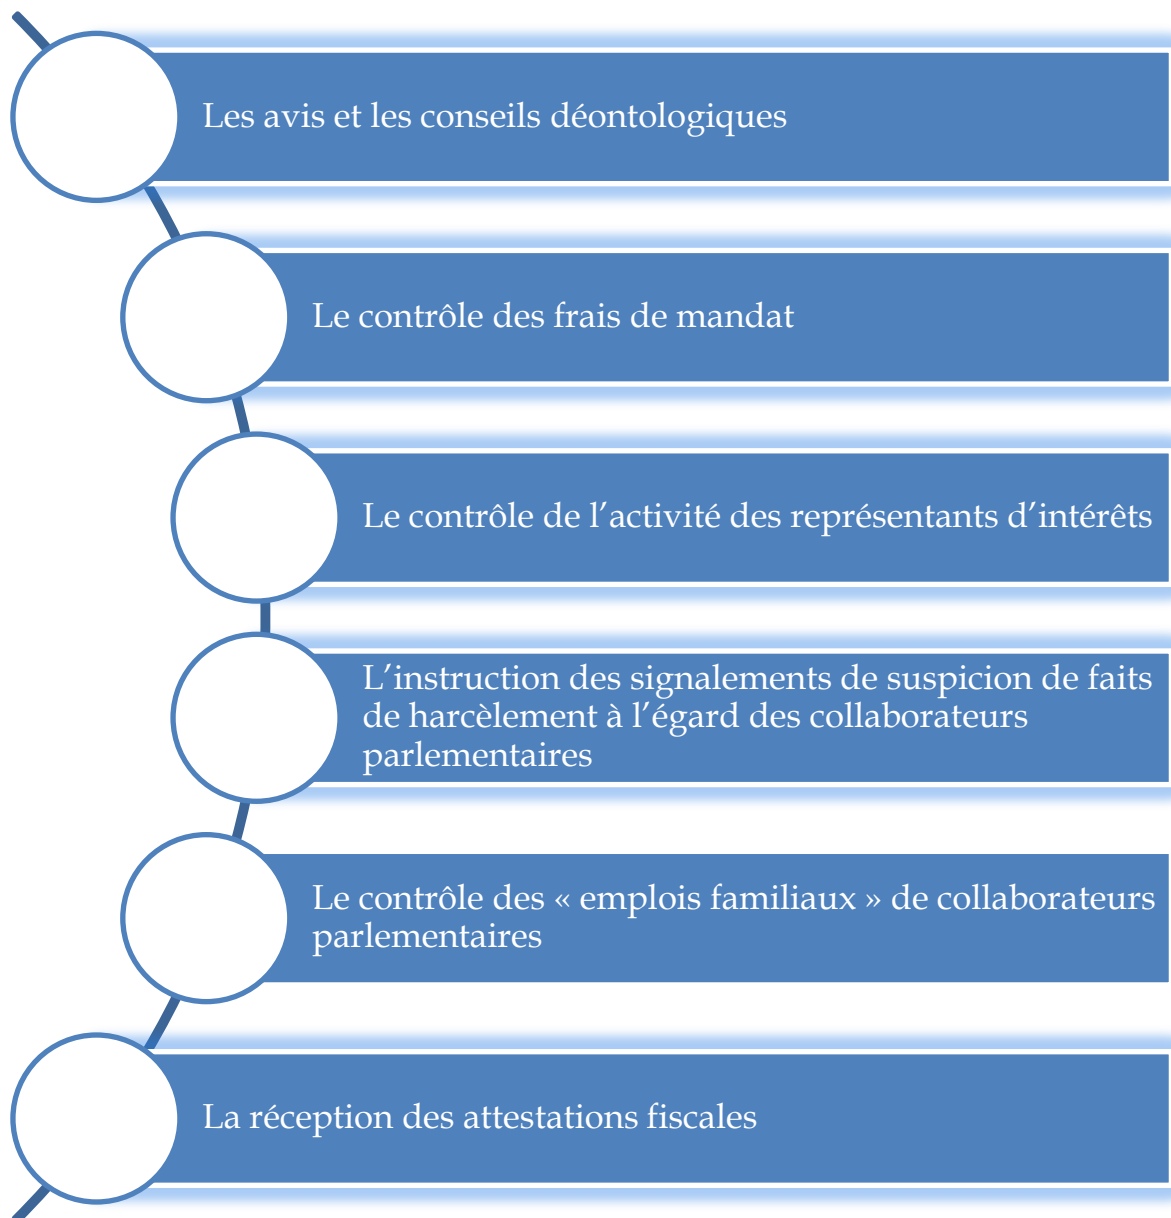 Les avis et les conseils déontologiques
Le contrôle des frais de mandat
Le contrôle de l’activité des représentants d’intérêts
L’instruction des signalements de suspicion de faits
de harcèlement à l’égard des collaborateurs
parlementaires
Le contrôle des « emplois familiaux » de collaborateurs
parlementaires
La réception des attestations fiscales